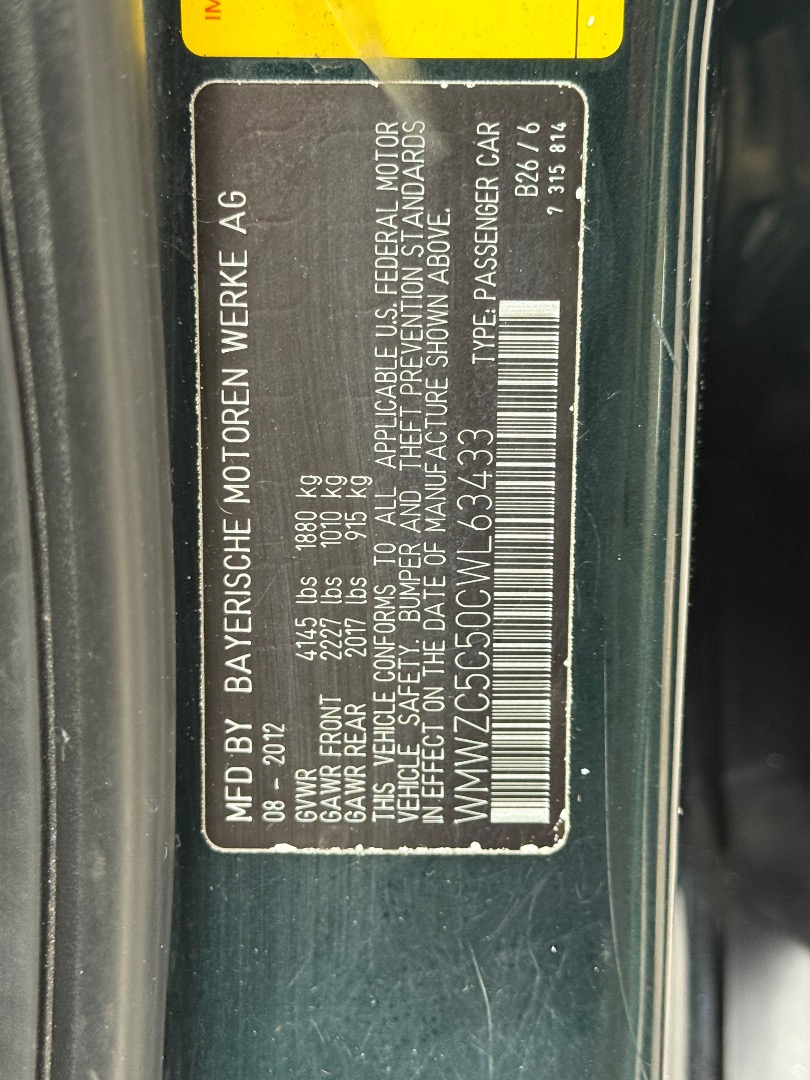 IM
MFD BY BAYERISCHE MOTOREN WERKE AG
08 - 2012
GVWR 4145 lbs 1880 kg
GAWR FRONT 2227 lbs 1010 kg
GAWR REAR 2017 lbs 915 kg
THIS VEHICLE CONFORMS TO ALL APPLICABLE U.S. FEDERAL MOTOR
VEHICLE SAFETY, BUMPER AND THEFT PREVENTION STANDARDS
IN EFFECT ON THE DATE OF MANUFACTURE SHOWN ABOVE.
WMWZC5C50CWL63433 TYPE: PASSENGER CAR
B26 / 6
7 315 814